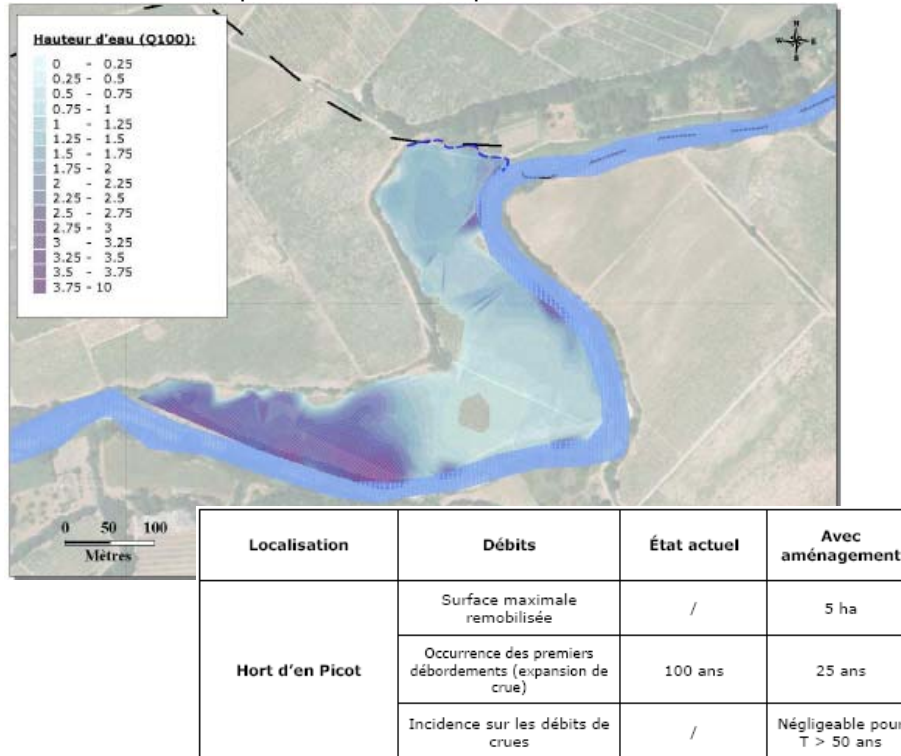 Hauteur d'eau (Q100):
0 - 0.25
0.25 - 0.5
0.5 - 0.75
0.75 - 1
1 - 1.25
1.25 - 1.5
1.5 - 1.75
1.75 - 2
2 - 2.25
2.25 - 2.5
2.5 - 2.75
2.75 - 3
3 - 3.25
3.25 - 3.5
3.5 - 3.75
3.75 - 10
N
W E
S
0 50 100
Mètres
Localisation Débits État actuel Avec
aménagement
Hort d'en Picot
Surface maximale
remobilisée / 5 ha
Occurrence des premiers
débordements (expansion de
crue) 100 ans 25 ans
Incidence sur les débits de
crues / Négligeable pour
T > 50 ans